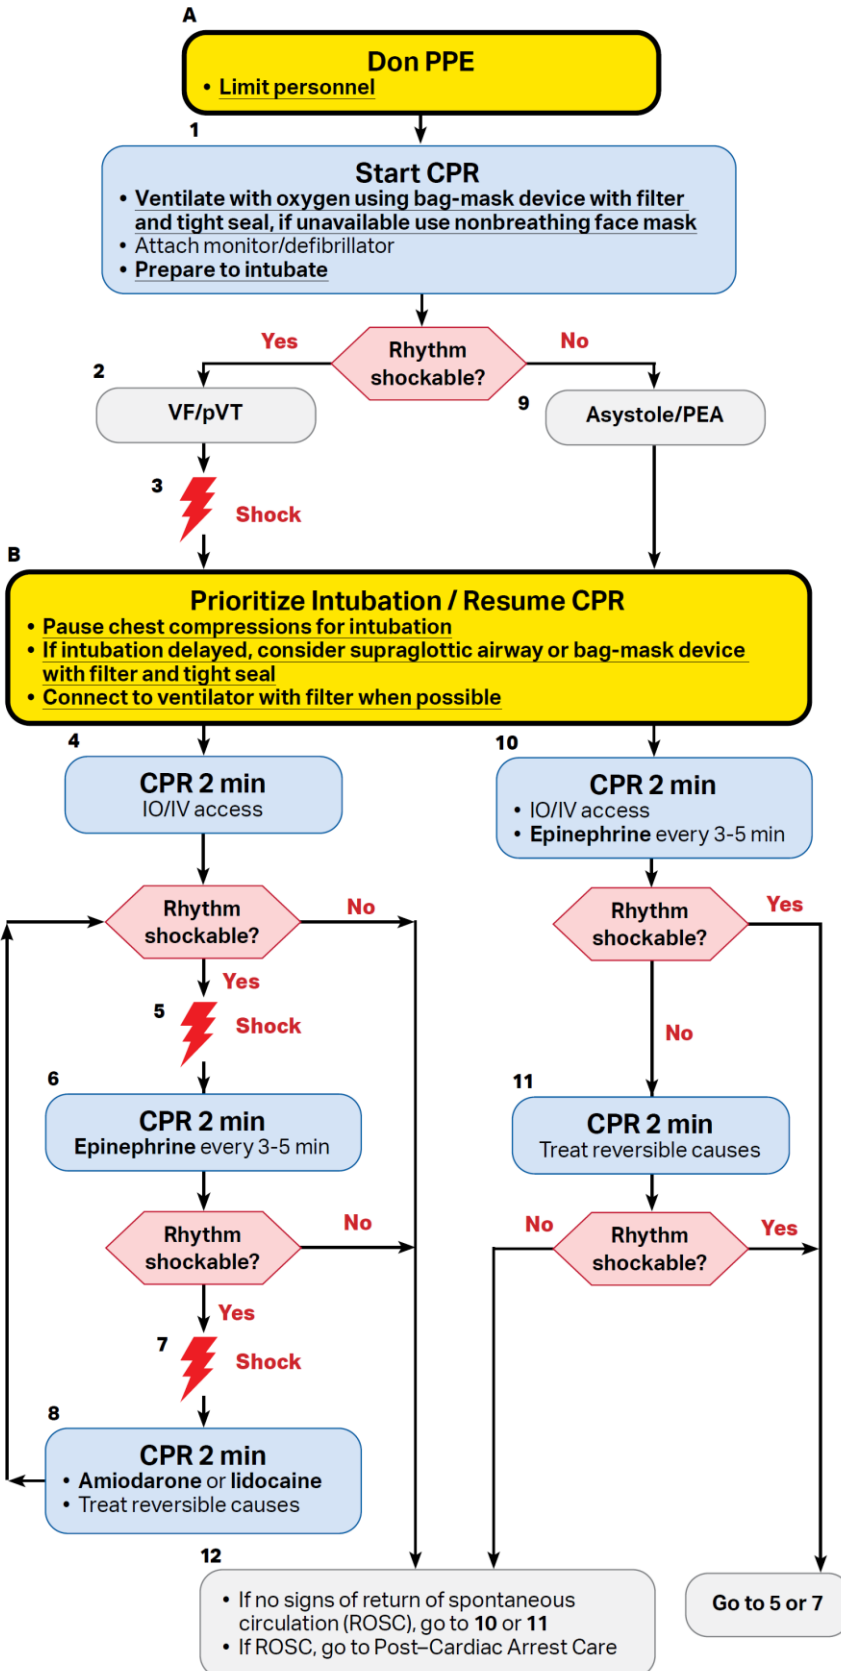 A
Don PPE
• Limit personnel
1
Start CPR
• Ventilate with oxygen using bag-mask device with filter
and tight seal, if unavailable use nonbreathing face mask
• Attach monitor/defibrillator
• Prepare to intubate
Rhythm
shockable?
Yes
No
2
VF/pVT
9
Asystole/PEA
3
Shock
B
Prioritize Intubation / Resume CPR
• Pause chest compressions for intubation
• If intubation delayed, consider supraglottic airway or bag-mask device
with filter and tight seal
• Connect to ventilator with filter when possible
4
CPR 2 min
IO/IV access
10
CPR 2 min
• IO/IV access
• Epinephrine every 3-5 min
Rhythm
shockable?
No
Yes
5
Shock
Rhythm
shockable?
Yes
No
6
CPR 2 min
Epinephrine every 3-5 min
11
CPR 2 min
Treat reversible causes
Rhythm
shockable?
No
Yes
7
Shock
Rhythm
shockable?
No
Yes
8
CPR 2 min
• Amiodarone or lidocaine
• Treat reversible causes
12
• If no signs of return of spontaneous
circulation (ROSC), go to 10 or 11
• If ROSC, go to Post–Cardiac Arrest Care
Go to 5 or 7